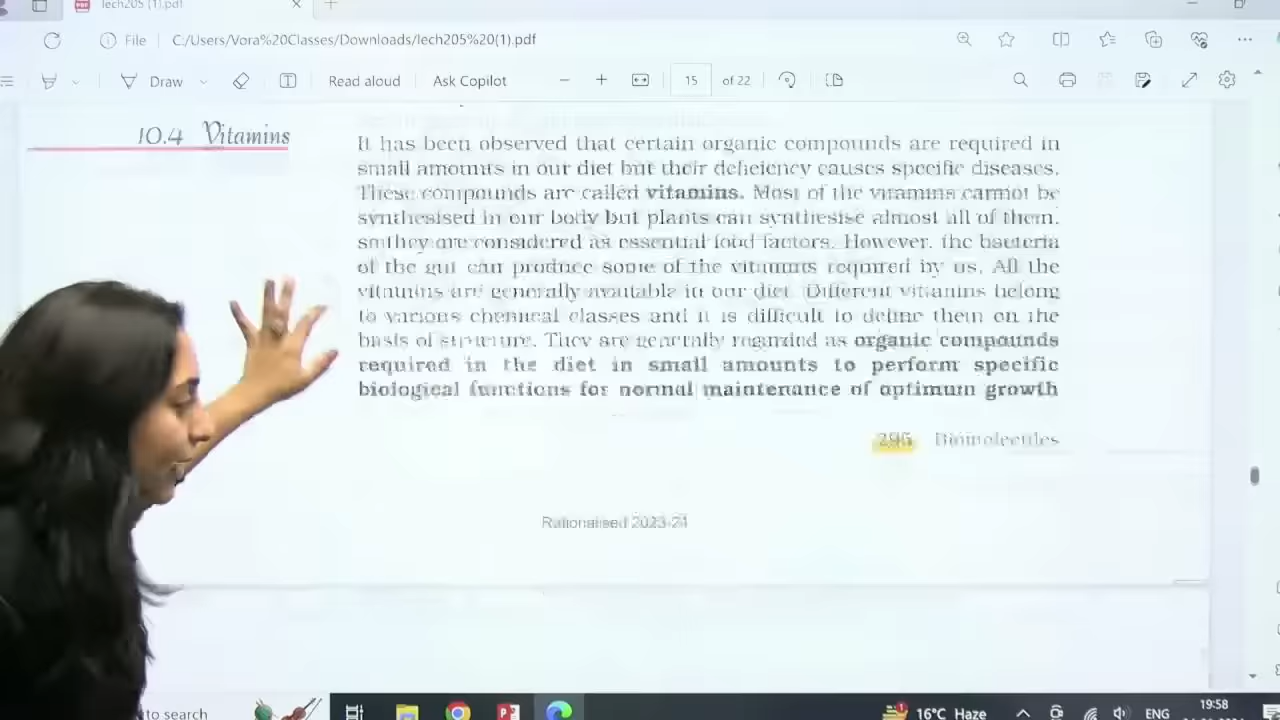 lech205 (1).pdf
File
C:/Users/Vora%20Classes/Downloads/lech205%20(1).pdf
Draw
Read aloud
Ask Copilot
15
of 22
10.4 Vitamins
It has been observed that certain organic compounds are required in
small amounts in our diet but their deficiency causes specific diseases.
These compounds are called vitamins. Most of the vitamins cannot be
synthesised in our body but plants can synthesise almost all of them,
so they are considered as essential food factors. However, the bacteria
of the gut can produce some of the vitamins required by us. All the
vitamins are generally available in our diet. Different vitamins belong
to various chemical classes and it is difficult to define them on the
basis of structure. They are generally regarded as organic compounds
required in the diet in small amounts to perform specific
biological functions for normal maintenance of optimum growth
295 Biomolecules
Rationalised 2023-24
to search
16°C Haze
ENG
19:58